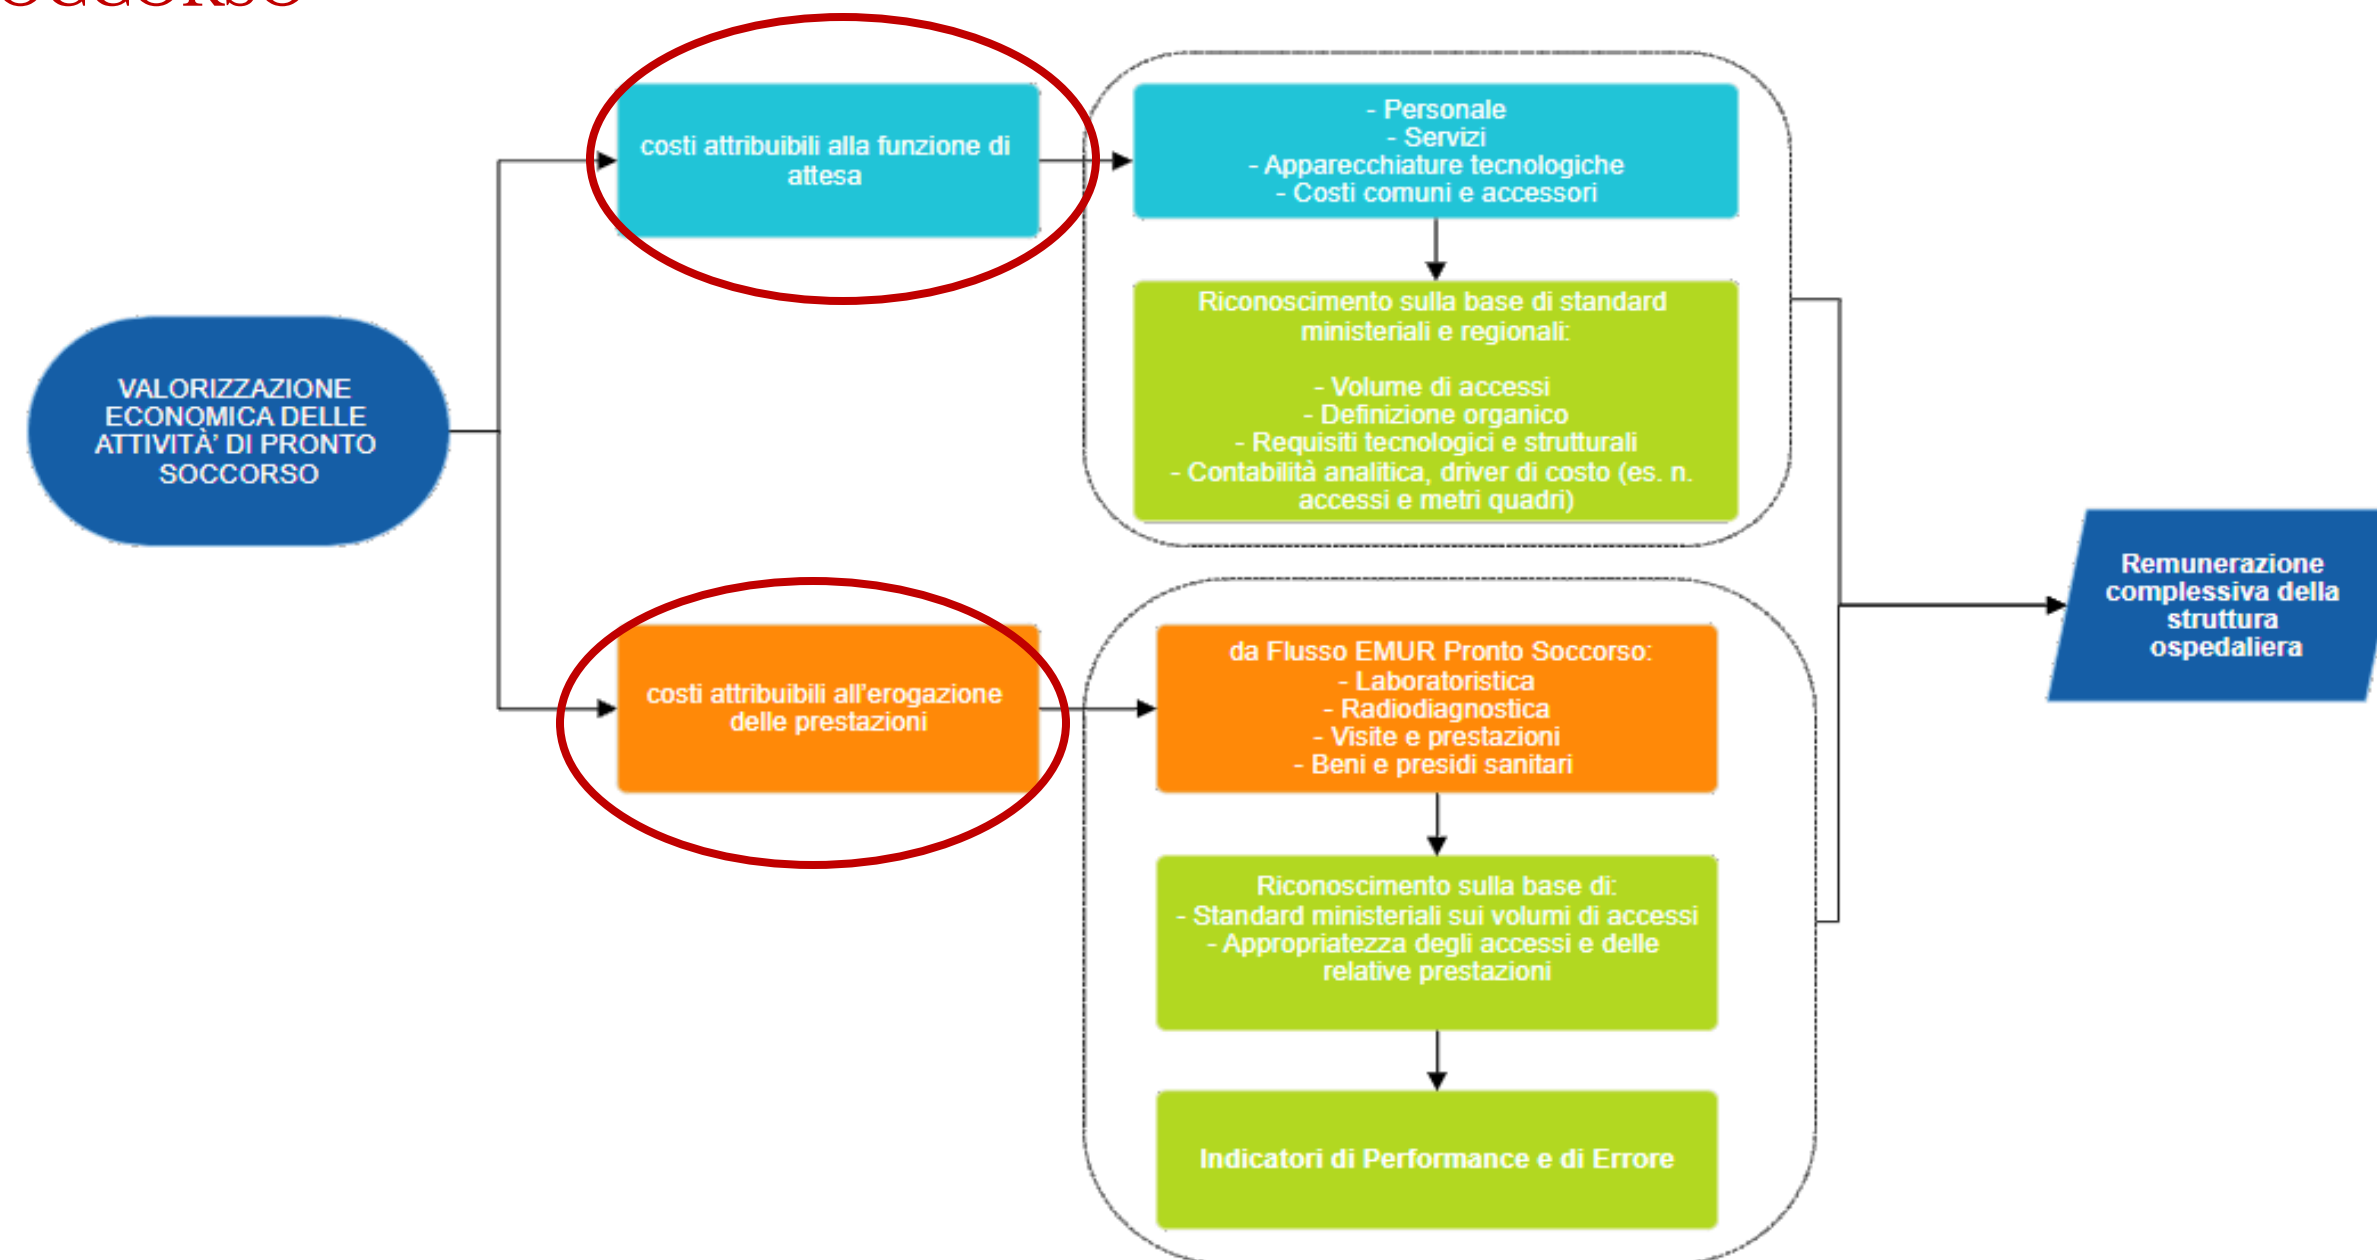 costi attribuibili alla funzione di
attesa
- Personale
- Servizi
- Apparecchiature tecnologiche
- Costi comuni e accessori
Riconoscimento sulla base di standard
ministeriali e regionali:
- Volume di accessi
- Definizione organico
- Requisiti tecnologici e strutturali
- Contabilità analitica, driver di costo (es. n.
accessi e metri quadri)
VALORIZZAZIONE
ECONOMICA DELLE
ATTIVITÀ' DI PRONTO
SOCCORSO
costi attribuibili all'erogazione
delle prestazioni
da Flusso EMUR Pronto Soccorso:
- Laboratoristica
- Radiodiagnostica
- Visite e prestazioni
- Beni e presidi sanitari
Riconoscimento sulla base di:
- Standard ministeriali sui volumi di accessi
- Appropriatezza degli accessi e delle
relative prestazioni
Indicatori di Performance e di Errore
Remunerazione
complessiva della
struttura
ospedaliera